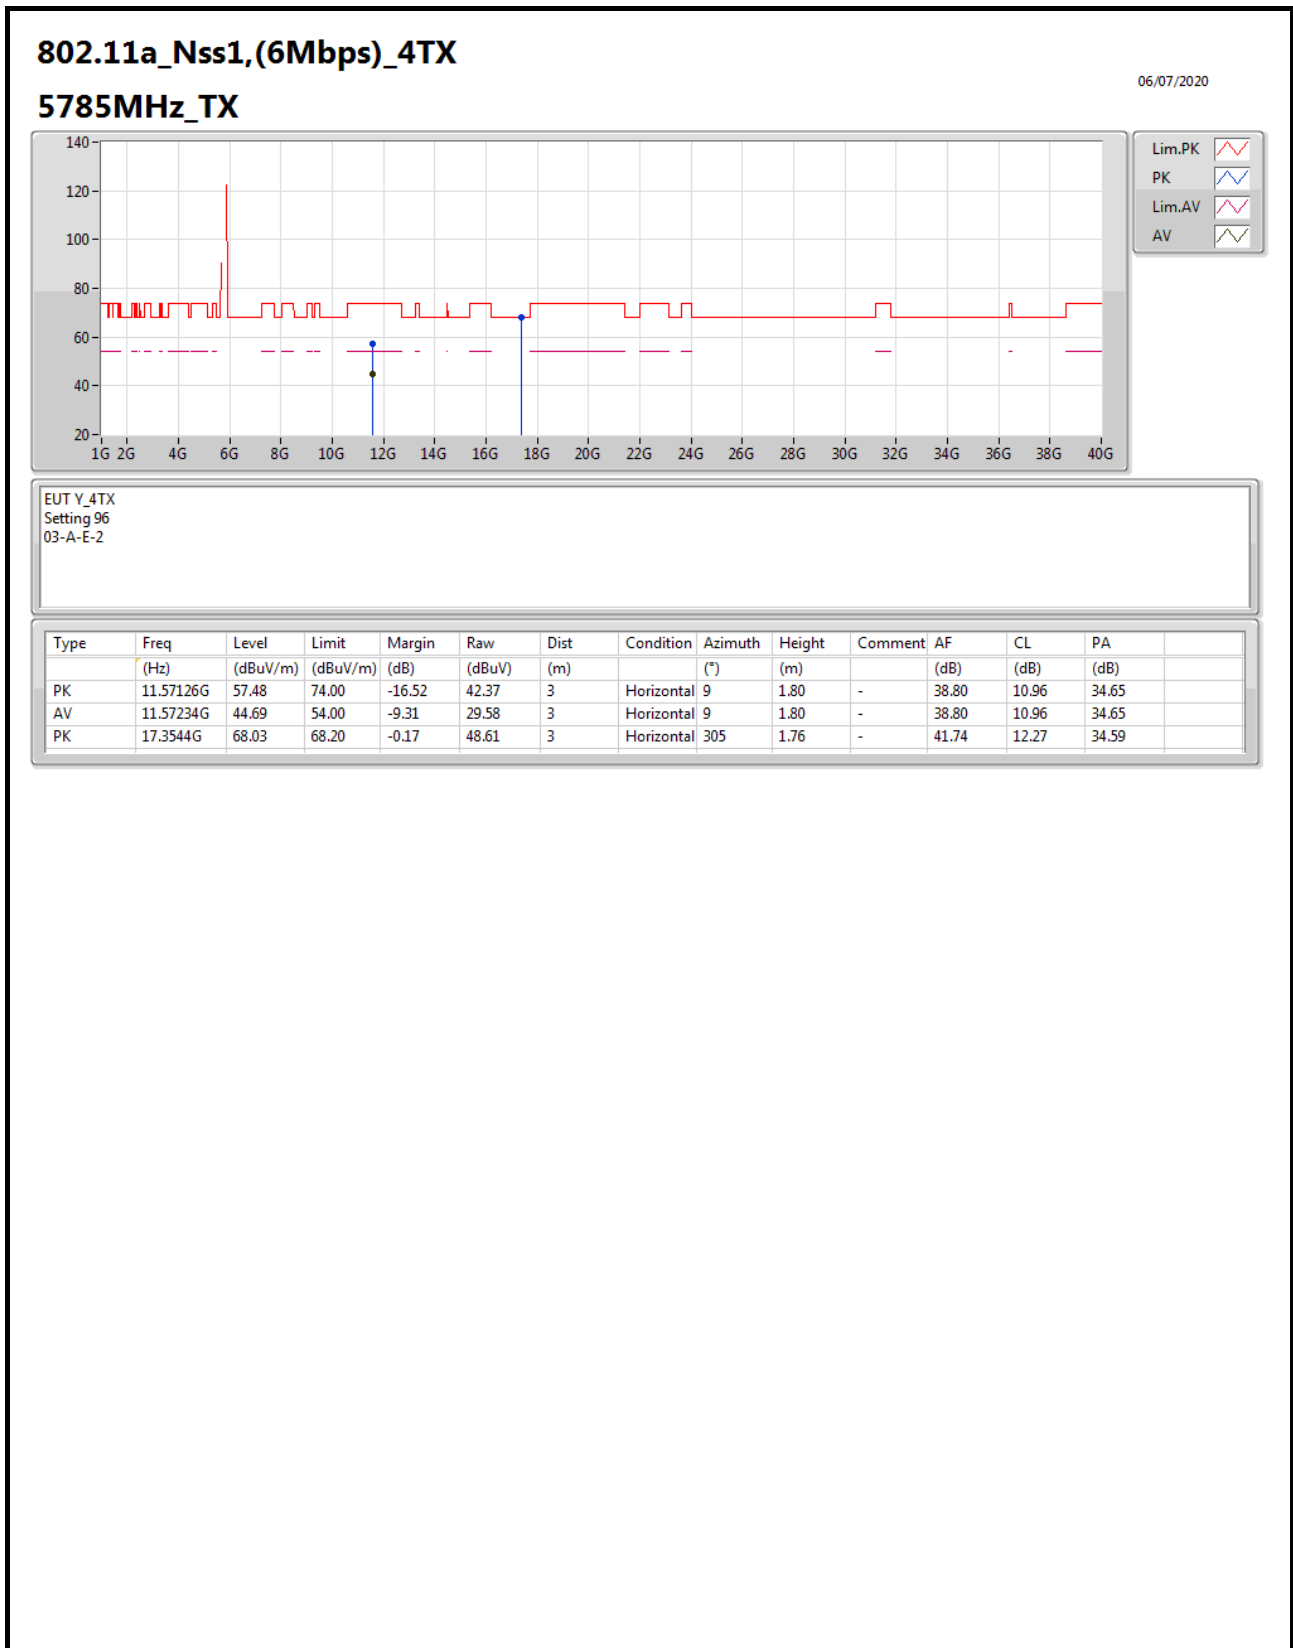 802.11a_Nss1,(6Mbps)_4TX
06/07/2020
5785MHz_TX
140
120
100
80
60
40
20
1G 2G 4G 6G 8G 10G 12G 14G 16G 18G 20G 22G 24G 26G 28G 30G 32G 34G 36G 38G 40G
Lim.PK
PK
Lim.AV
AV
EUT Y_4TX
Setting 96
03-A-E-2
Type Freq Level Limit Margin Raw Dist Condition Azimuth Height Comment AF CL PA
(Hz) (dBuV/m) (dBuV/m) (dB) (dBuV) (m) (°) (m) (dB) (dB) (dB)
PK 11.57126G 57.48 74.00 -16.52 42.37 3 Horizontal 9 1.80 - 38.80 10.96 34.65
AV 11.57234G 44.69 54.00 -9.31 29.58 3 Horizontal 9 1.80 - 38.80 10.96 34.65
PK 17.3544G 68.03 68.20 -0.17 48.61 3 Horizontal 305 1.76 - 41.74 12.27 34.59